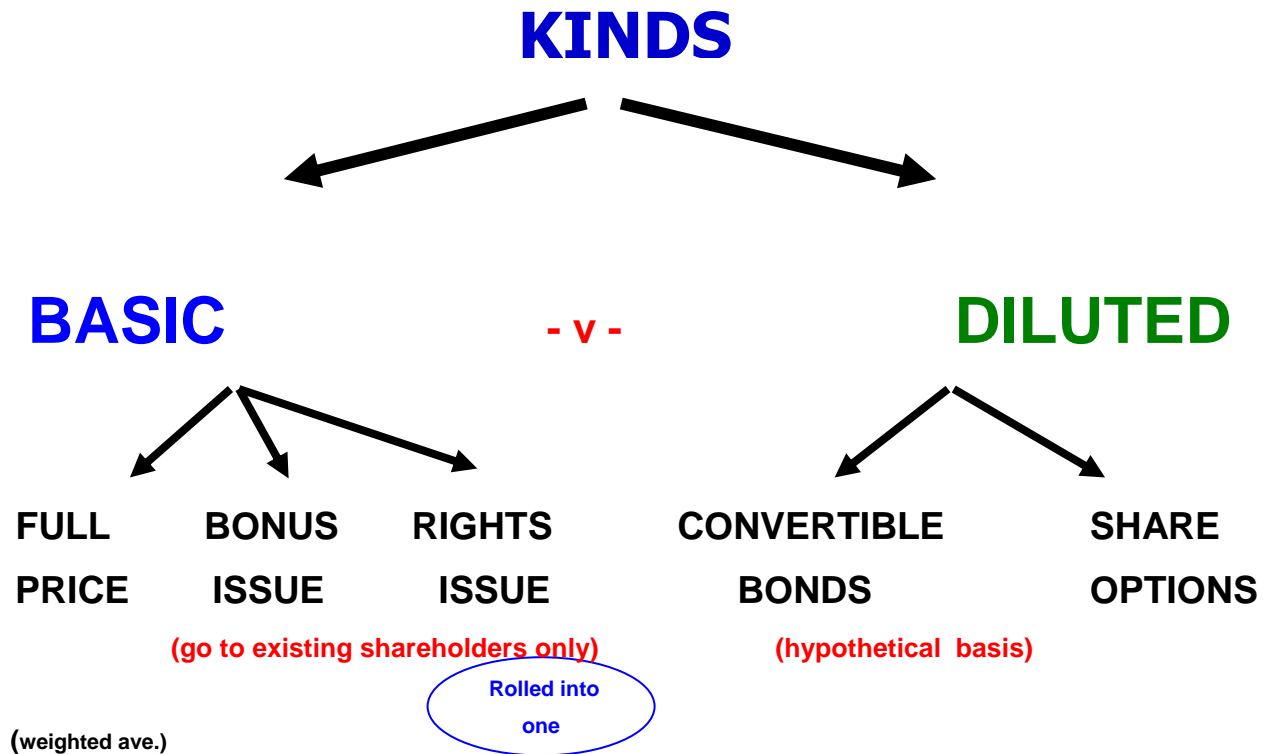 KINDS
BASIC - v - DILUTED
FULL BONUS RIGHTS CONVERTIBLE SHARE
PRICE ISSUE ISSUE BONDS OPTIONS
(go to existing shareholders only) (hypothetical basis)
Rolled into
one
(weighted ave.)